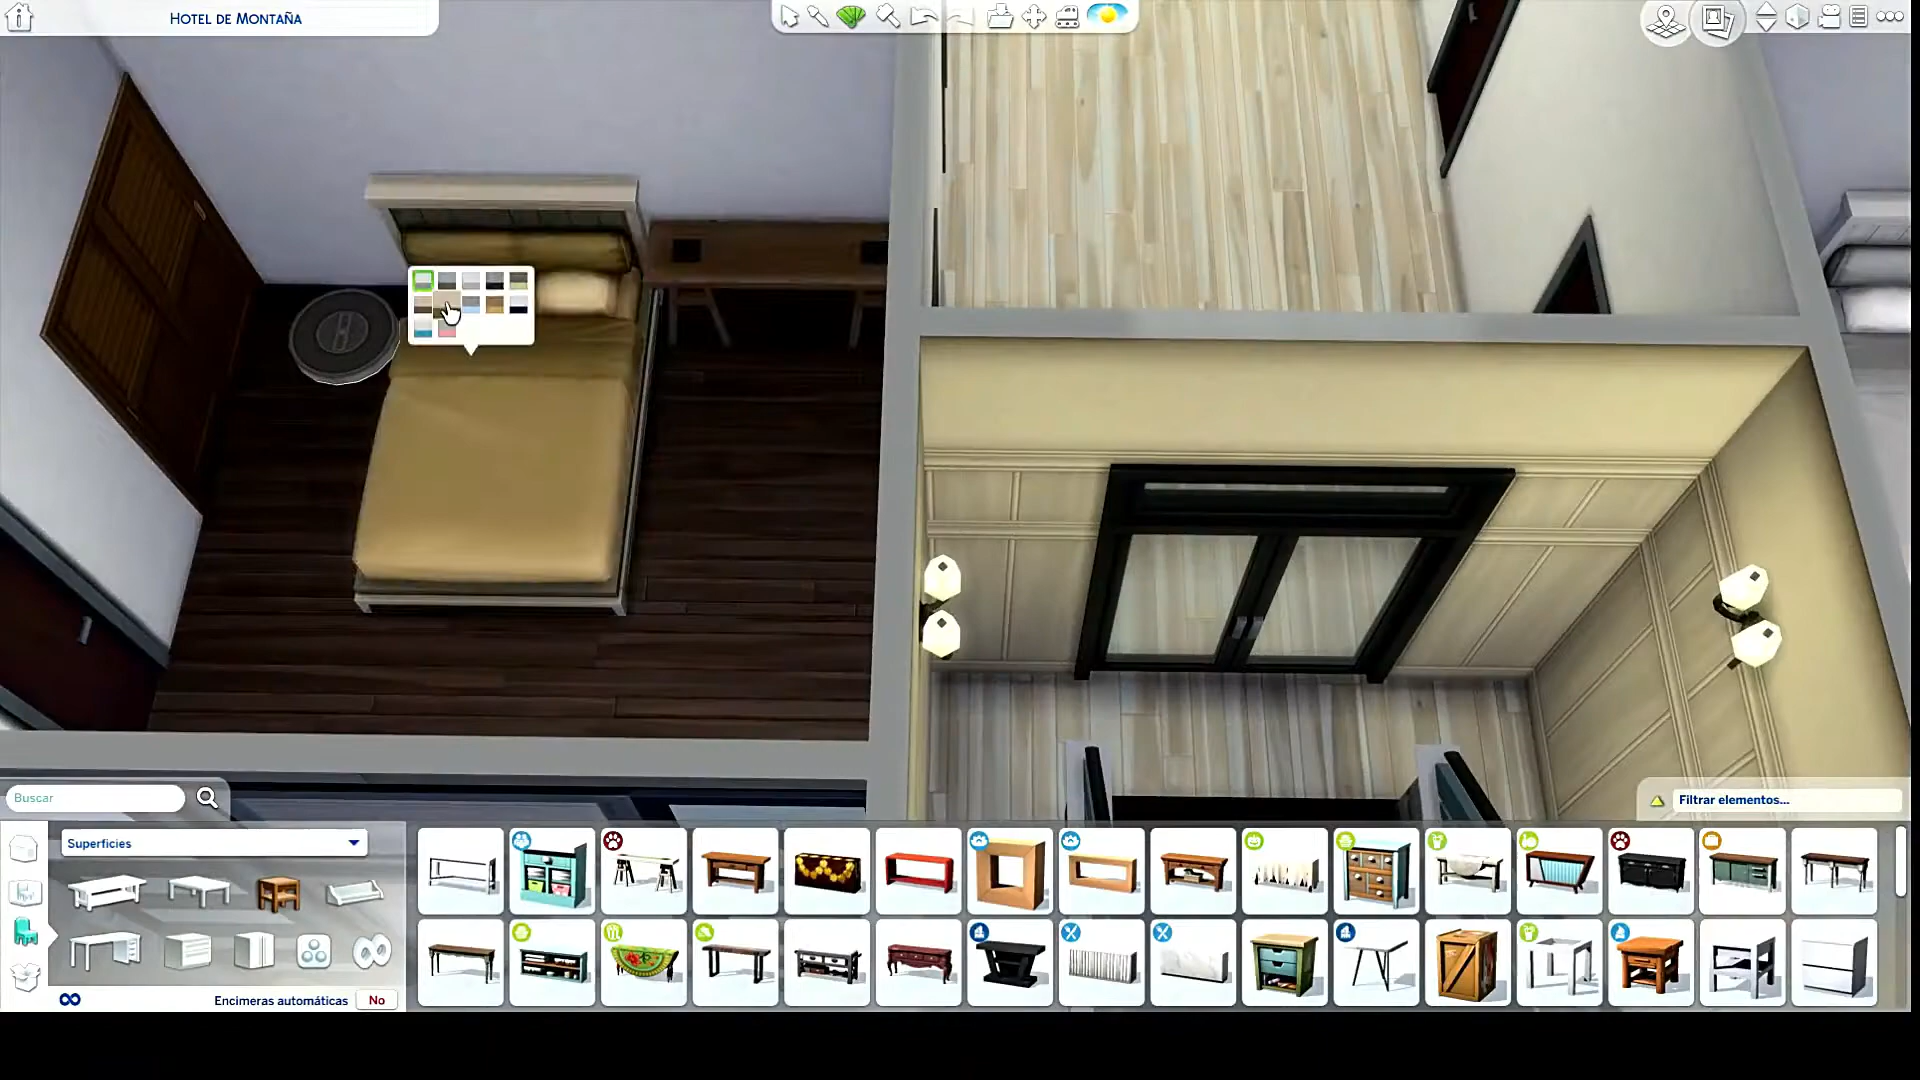 HOTEL DE MONTAÑA
Buscar
Filtrar elementos...
Superficies
Encimeras automáticas No